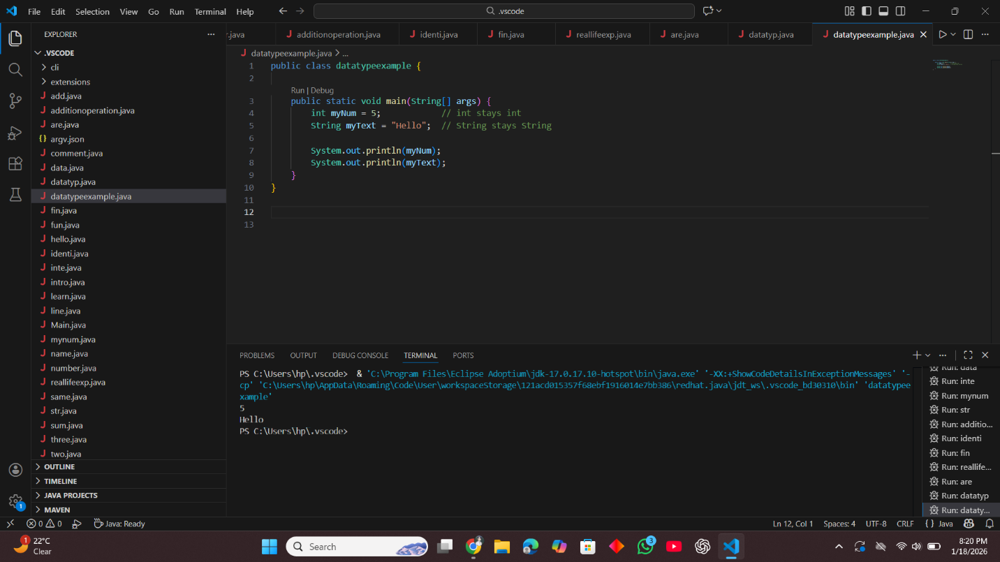 File Edit Selection View Go Run Terminal Help
.vscode
EXPLORER
.VSCODE
cli
extensions
add.java
additionoperation.java
are.java
{} argv.json
comment.java
data.java
datatyp.java
datatypeexample.java
fin.java
fun.java
hello.java
identi.java
inte.java
intro.java
learn.java
line.java
Main.java
mynum.java
name.java
number.java
reallifeexp.java
same.java
str.java
sum.java
three.java
two.java
OUTLINE
TIMELINE
JAVA PROJECTS
MAVEN
1
r.java J additionoperation.java J identi.java J fin.java J reallifeexp.java J are.java J datatyp.java J datatypeexample.java
J datatypeexample.java > ...
1 public class datatypeexample {
2
Run | Debug
3 public static void main(String[] args) {
4 int myNum = 5; // int stays int
5 String myText = "Hello"; // String stays String
6
7 System.out.println(myNum);
8 System.out.println(myText);
9 }
10 }
11
12
13
PROBLEMS OUTPUT DEBUG CONSOLE TERMINAL PORTS
PS C:\Users\hp\.vscode> & 'C:\Program Files\Eclipse Adoptium\jdk-17.0.17.10-hotspot\bin\java.exe' '-XX:+ShowCodeDetailsInExceptionMessages' '-
cp' 'C:\Users\hp\AppData\Roaming\Code\User\workspaceStorage\121acd015357f68ebf1916014e7bb386\redhat.java\jdt_ws\.vscode_bd30310\bin' 'datatypee
xample'
5
Hello
PS C:\Users\hp\.vscode>
Run: data
Run: inte
Run: mynum
Run: str
Run: additio...
Run: identi
Run: fin
Run: reallife...
Run: are
Run: datatyp
Run: dataty...
0 0 Java: Ready
Ln 12, Col 1 Spaces: 4 UTF-8 CRLF {} Java
1
22°C
Clear
Search
3
8:20 PM
1/18/2026